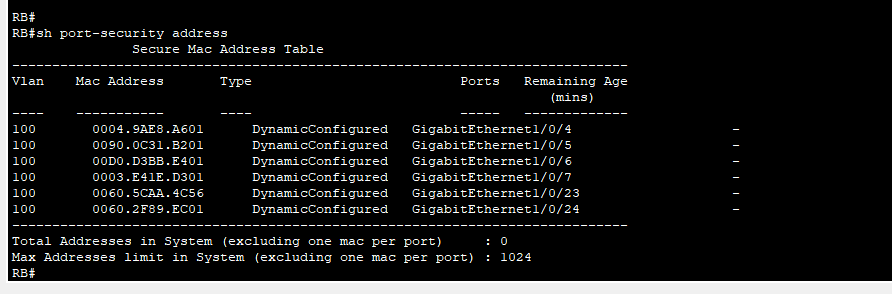 RB#
RB#sh port-security address
Secure Mac Address Table
-----------------------------------------------------------------------------
Vlan Mac Address Type Ports Remaining Age
(mins)
---- ----------- ---- ----- -------------
100 0004.9AE8.A601 DynamicConfigured GigabitEthernet1/0/4 -
100 0090.0C31.B201 DynamicConfigured GigabitEthernet1/0/5 -
100 00D0.D3BB.E401 DynamicConfigured GigabitEthernet1/0/6 -
100 0003.E41E.D301 DynamicConfigured GigabitEthernet1/0/7 -
100 0060.5CAA.4C56 DynamicConfigured GigabitEthernet1/0/23 -
100 0060.2F89.EC01 DynamicConfigured GigabitEthernet1/0/24 -
-----------------------------------------------------------------------------
Total Addresses in System (excluding one mac per port) : 0
Max Addresses limit in System (excluding one mac per port) : 1024
RB#